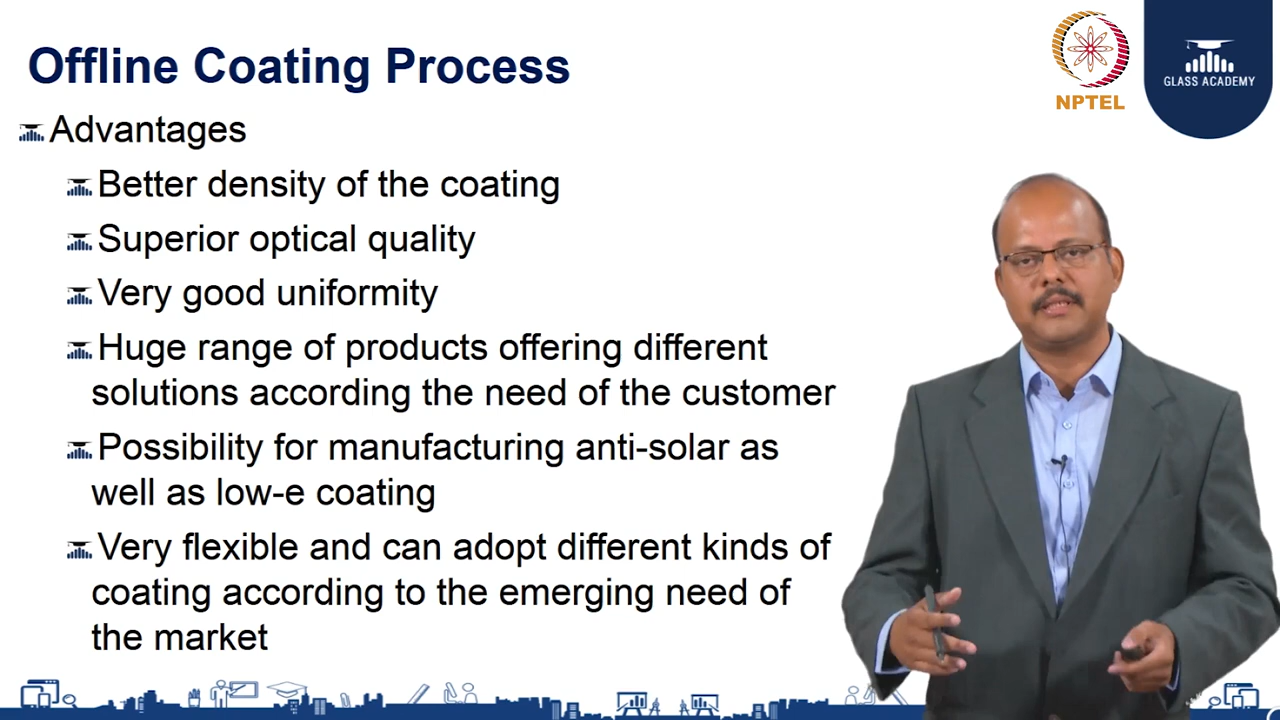 Offline Coating Process
NPTEL
GLASS ACADEMY
Advantages
Better density of the coating
Superior optical quality
Very good uniformity
Huge range of products offering different
solutions according the need of the customer
Possibility for manufacturing anti-solar as
well as low-e coating
Very flexible and can adopt different kinds of
coating according to the emerging need of
the market